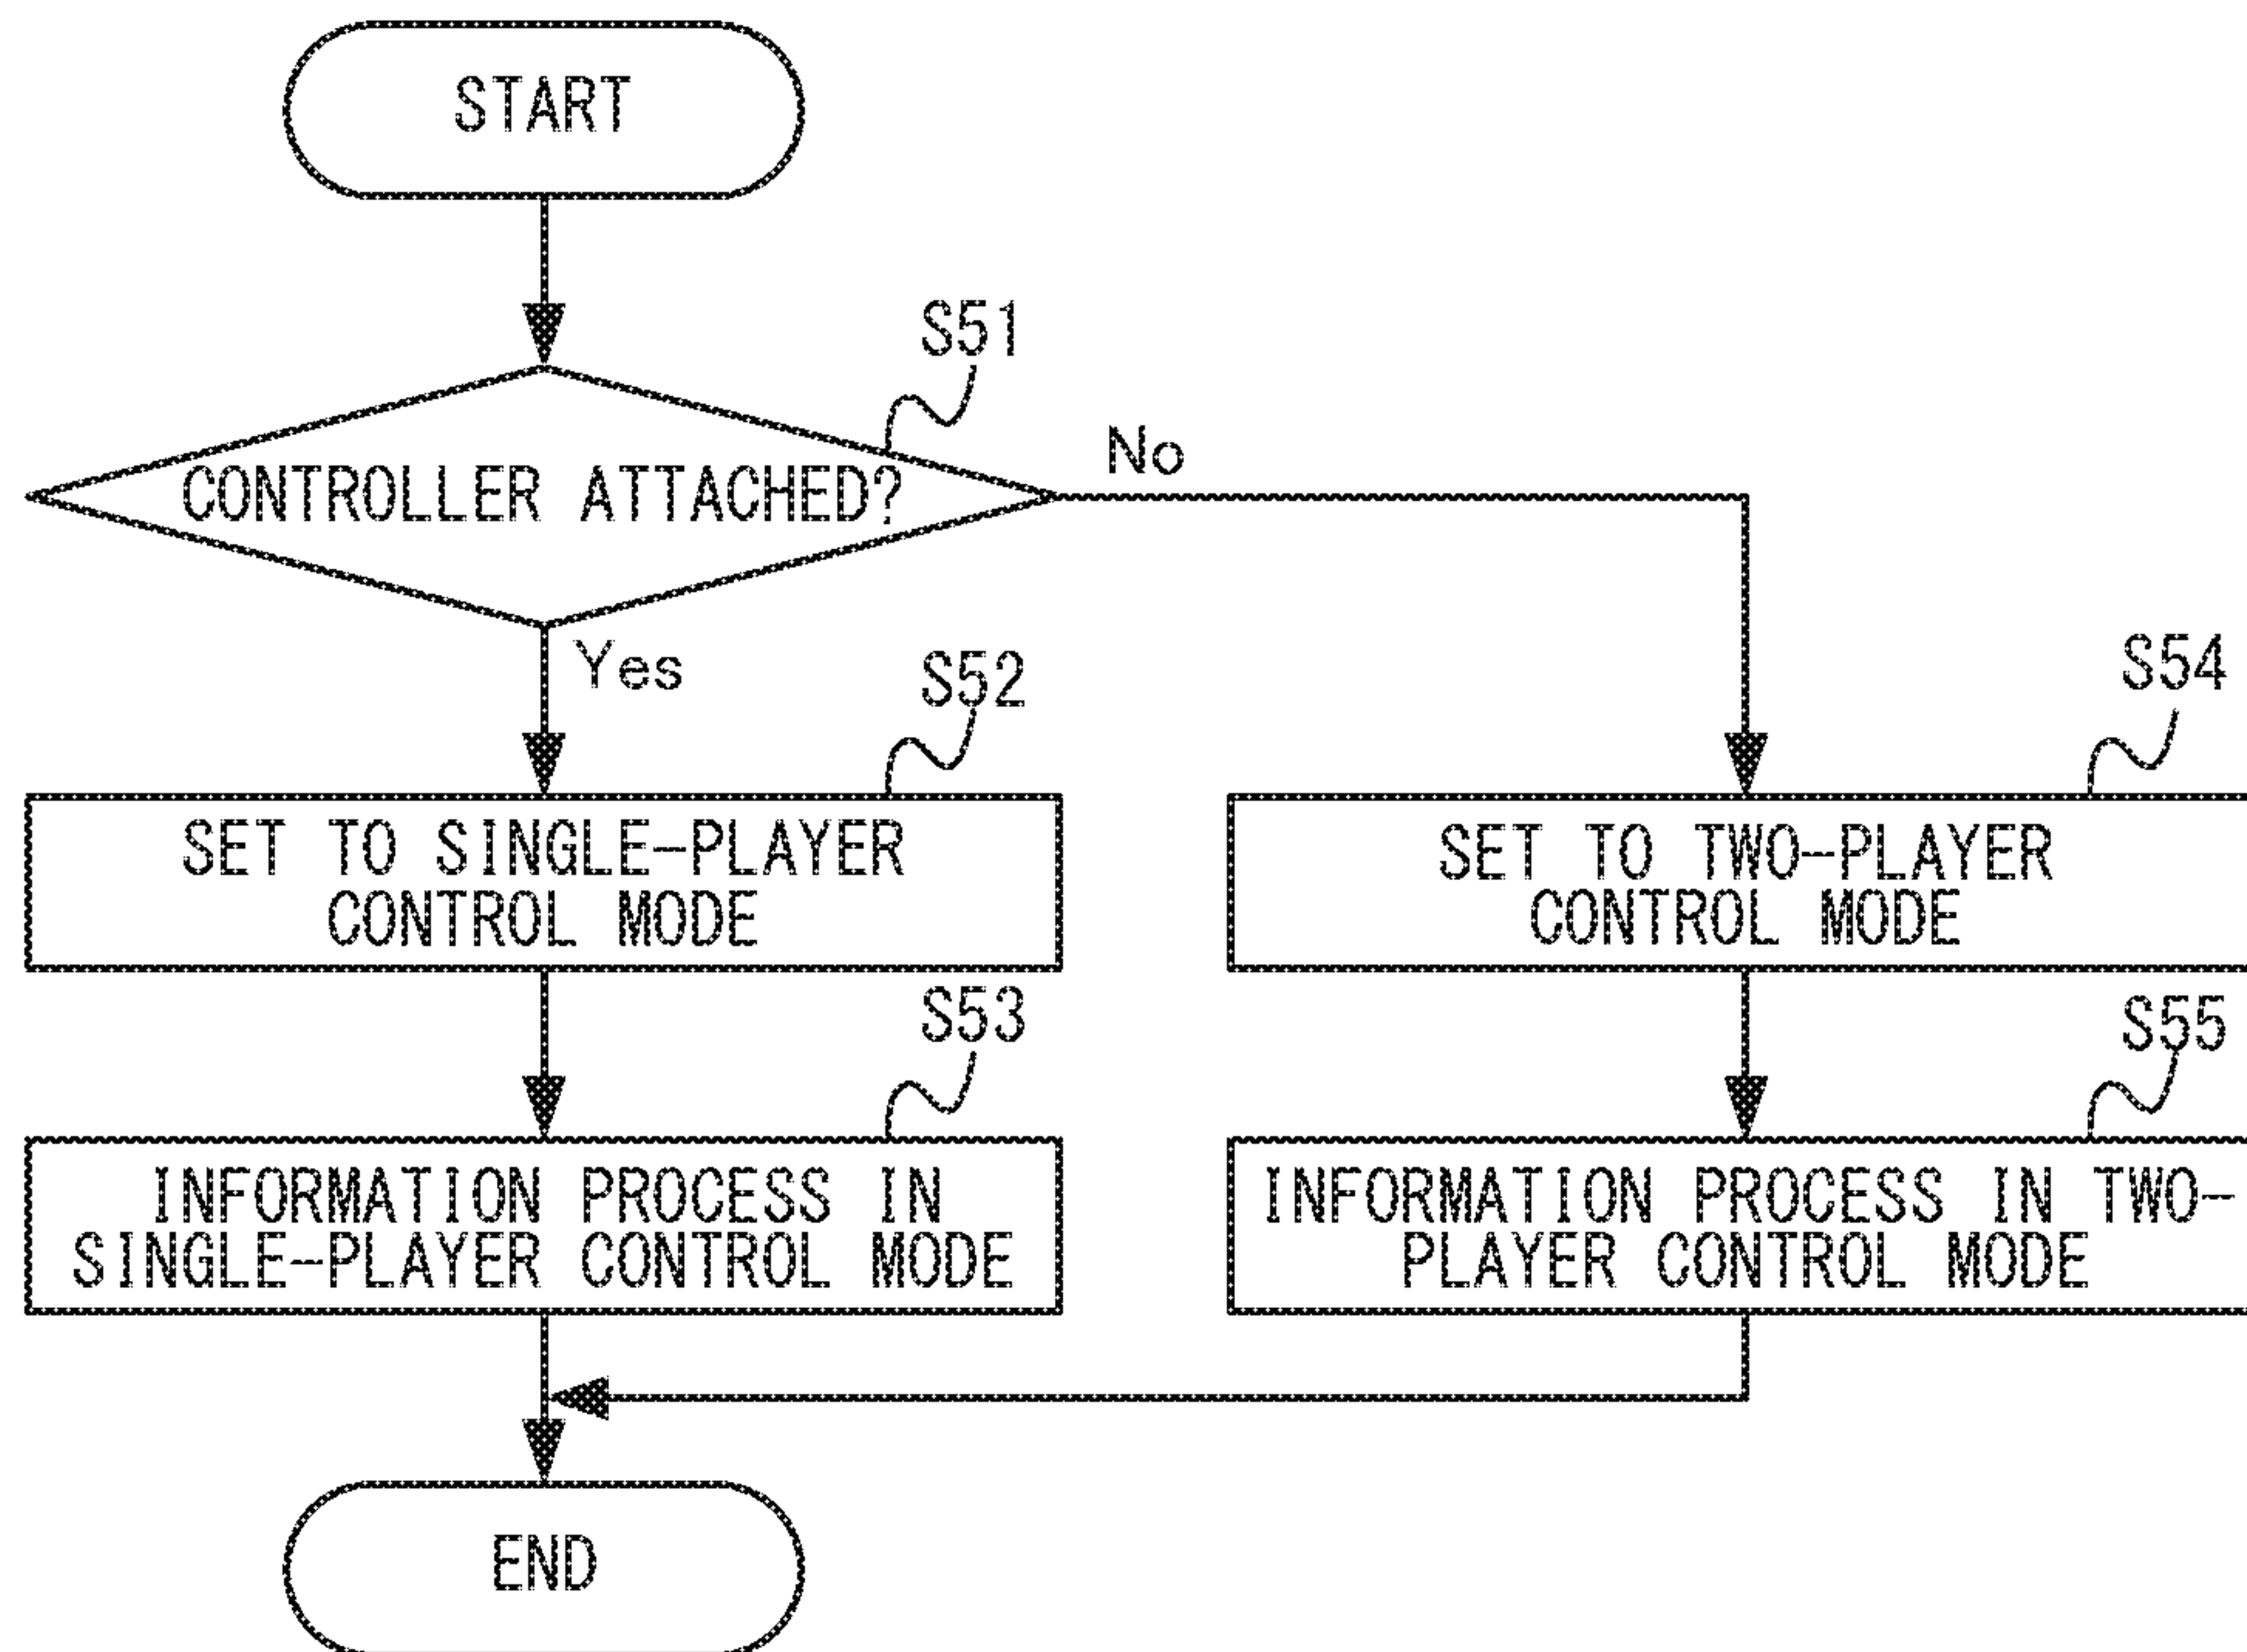 START
S51
CONTROLLER ATTACHED?
No
Yes
S52
SET TO SINGLE-PLAYER
CONTROL MODE
S54
SET TO TWO-PLAYER
CONTROL MODE
S53
INFORMATION PROCESS IN
SINGLE-PLAYER CONTROL MODE
S55
INFORMATION PROCESS IN TWO-
PLAYER CONTROL MODE
END